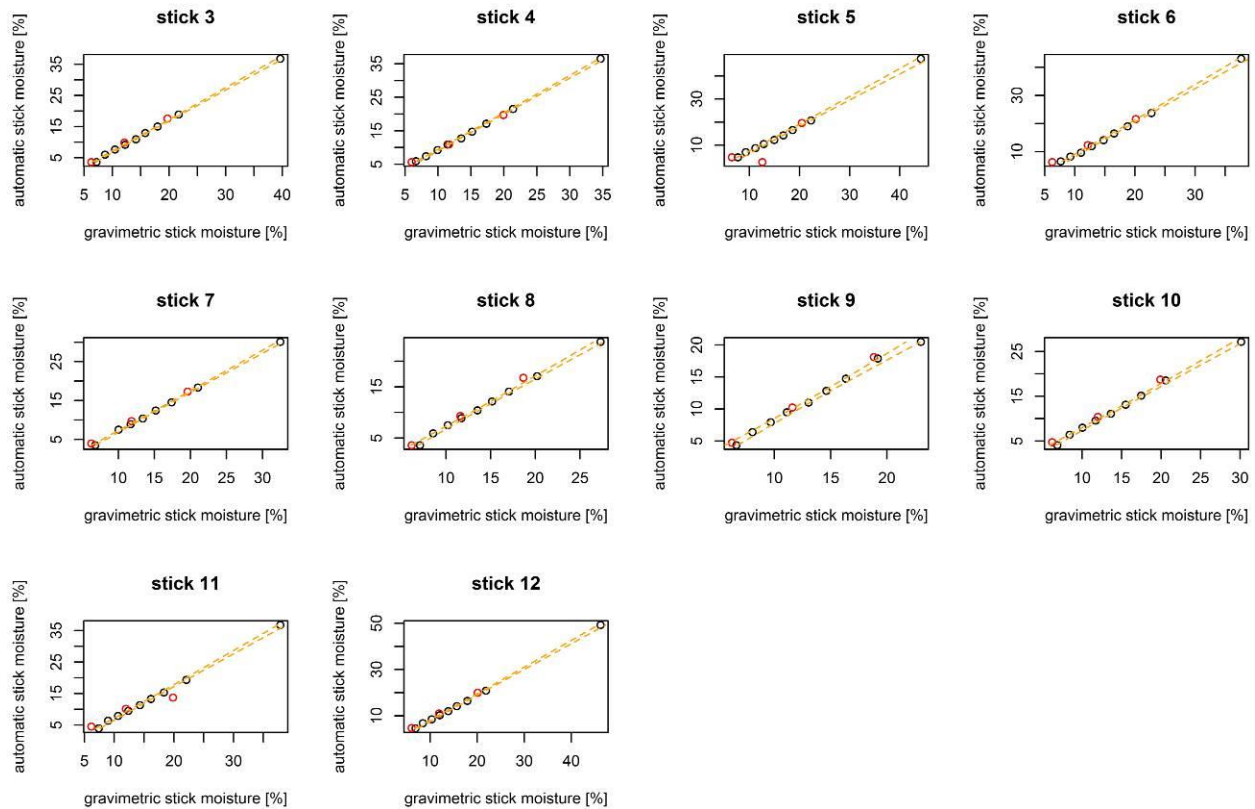 stick 3
stick 4
stick 5
stick 6
automatic stick moisture [%]
automatic stick moisture [%]
automatic stick moisture [%]
automatic stick moisture [%]
5 15 25 35
5 10 15 20 25 30 35
10 30
10 30
5 10 20 30 40
5 10 15 20 25 30 35
10 20 30 40
5 10 20 30
gravimetric stick moisture [%]
gravimetric stick moisture [%]
gravimetric stick moisture [%]
gravimetric stick moisture [%]
stick 7
stick 8
stick 9
stick 10
automatic stick moisture [%]
automatic stick moisture [%]
automatic stick moisture [%]
automatic stick moisture [%]
5 15 25
5 15
5 10 15 20
5 15 25
10 15 20 25 30
10 15 20 25
10 15 20
10 15 20 25 30
gravimetric stick moisture [%]
gravimetric stick moisture [%]
gravimetric stick moisture [%]
gravimetric stick moisture [%]
stick 11
stick 12
automatic stick moisture [%]
automatic stick moisture [%]
5 15 25 35
10 30 50
5 10 20 30
10 20 30 40
gravimetric stick moisture [%]
gravimetric stick moisture [%]